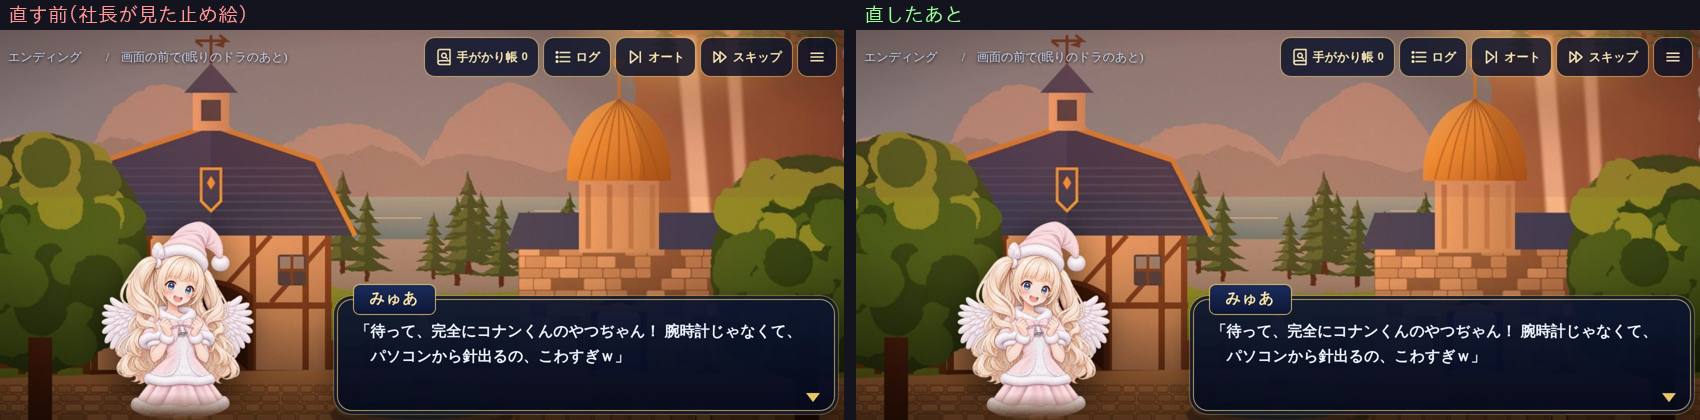 直す前(社長が見た止め絵)
エンディング / 画面の前で(眠りのドラのあと)
手がかり帳 0
ログ
オート
スキップ
みゅあ
「待って、完全にコナンくんのやつぢゃん！ 腕時計じゃなくて、
パソコンから針出るの、こわすぎｗ」
直したあと
エンディング / 画面の前で(眠りのドラのあと)
手がかり帳 0
ログ
オート
スキップ
みゅあ
「待って、完全にコナンくんのやつぢゃん！ 腕時計じゃなくて、
パソコンから針出るの、こわすぎｗ」